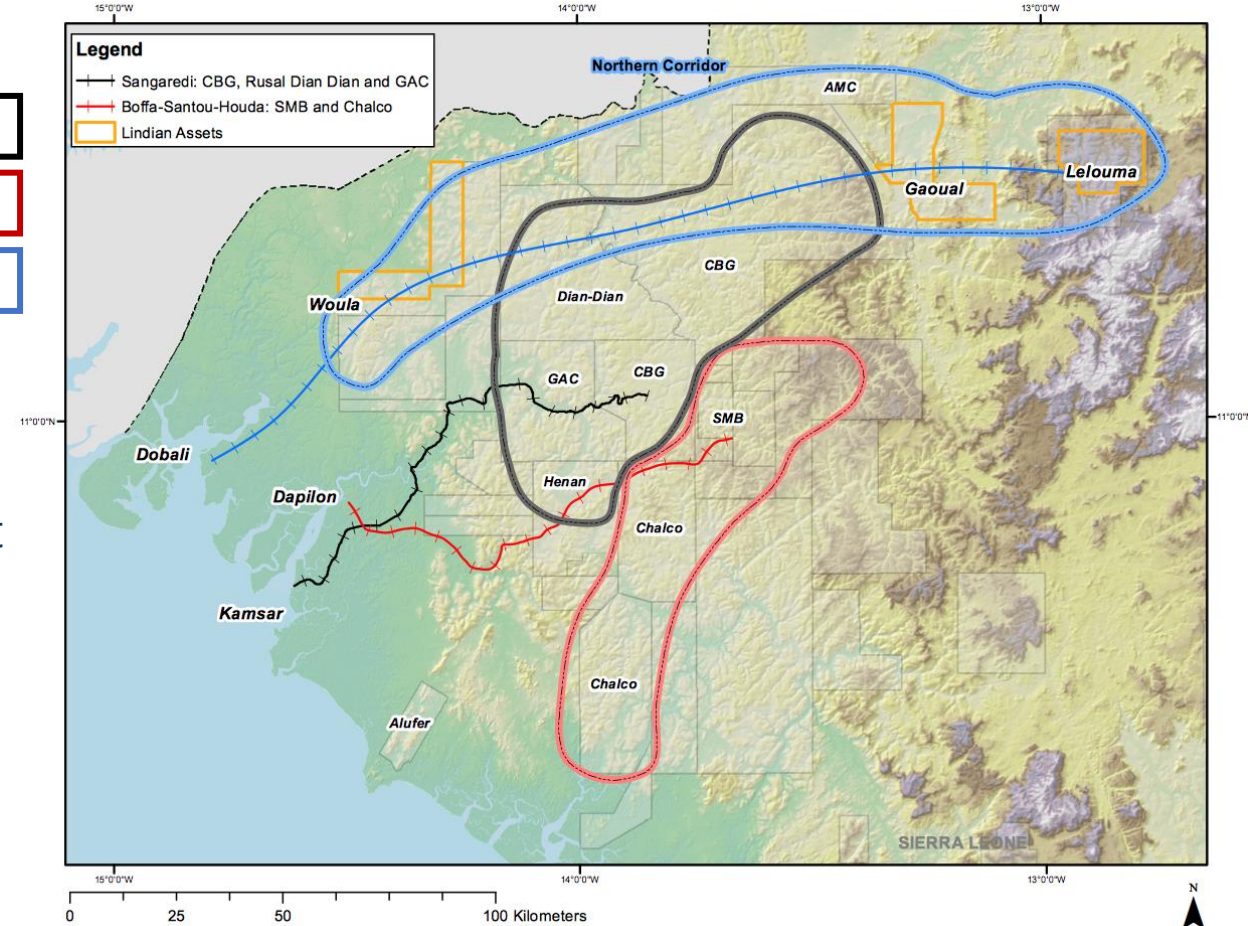 15°0'0"W
14°0'0"W
13°0'0"W
Legend
Sangaredi: CBG, Rusal Dian Dian and GAC
Boffa-Santou-Houda: SMB and Chalco
Lindian Assets
Northern Corridor
AMC
Lelouma
Gaoual
CBG
Dian-Dian
Woula
GAC
CBG
SMB
11°0'0"N
11°0'0"N
Dobali
Dapilon
Henan
Chalco
Kamsar
Chalco
Alufer
SIERRA LEONE
15°0'0"W
14°0'0"W
13°0'0"W
0 25 50 100 Kilometers
N